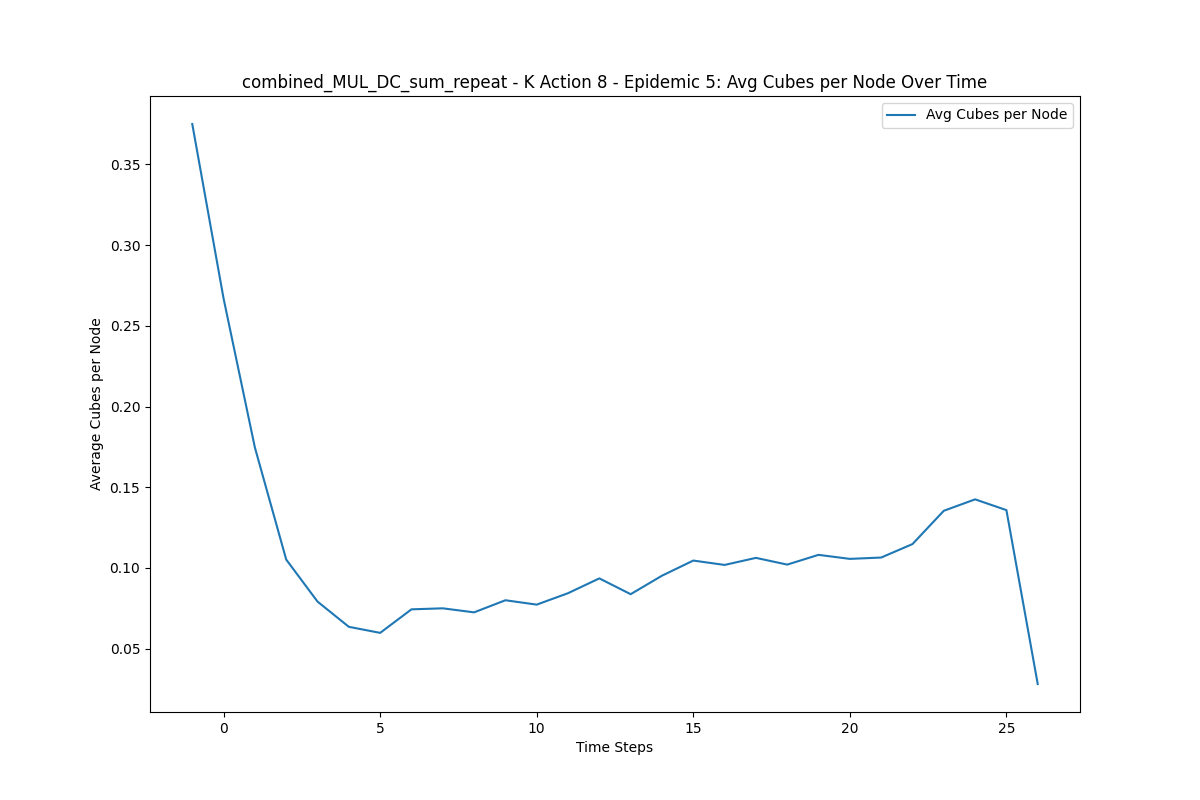 combined_MUL_DC_sum_repeat - K Action 8 - Epidemic 5: Avg Cubes per Node Over Time
Avg Cubes per Node
Average Cubes per Node
0.35
0.30
0.25
0.20
0.15
0.10
0.05
0 5 10 15 20 25
Time Steps